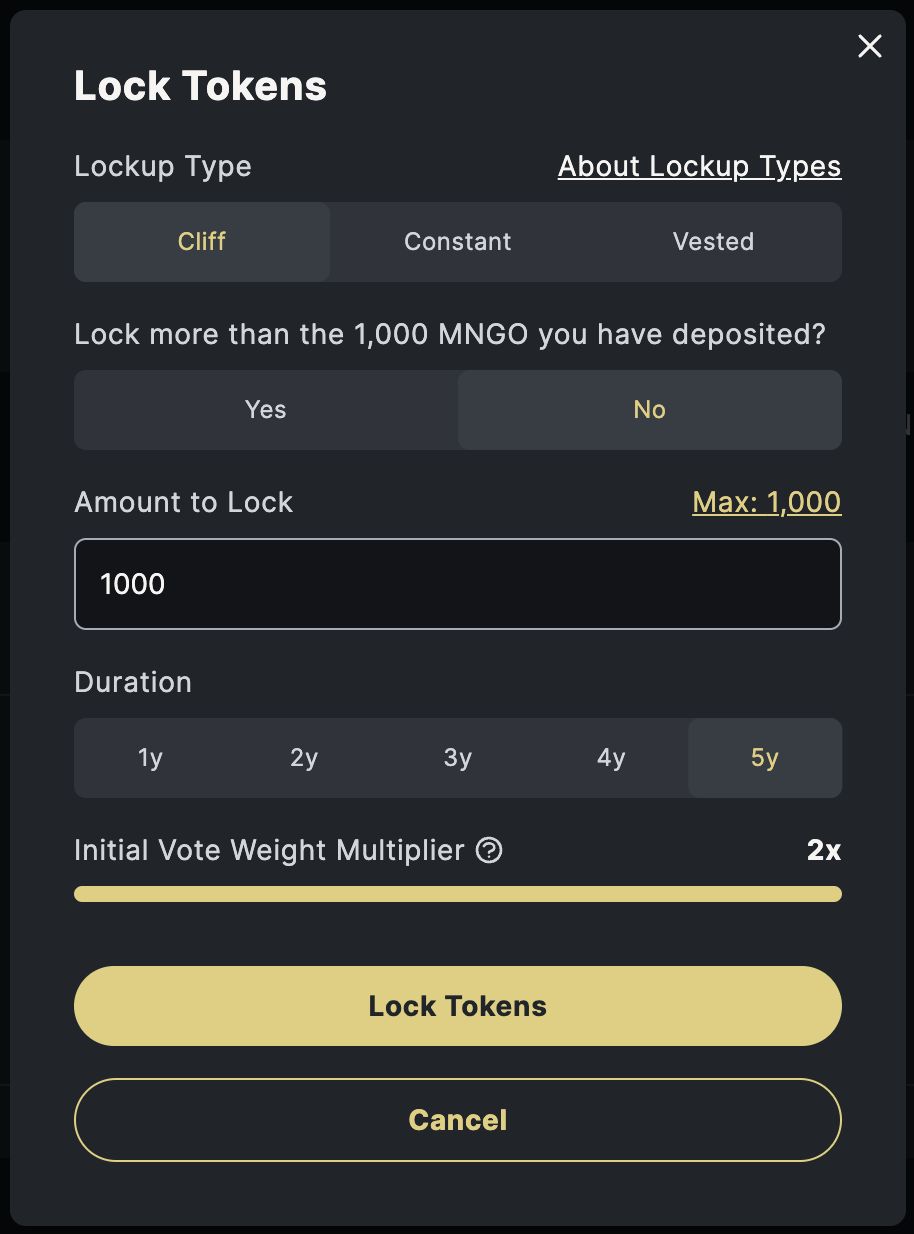 Lock Tokens
Lockup Type About Lockup Types
Cliff Constant Vested
Lock more than the 1,000 MNGO you have deposited?
Yes No
Amount to Lock Max: 1,000
1000
Duration
1y 2y 3y 4y 5y
Initial Vote Weight Multiplier 2x
Lock Tokens
Cancel